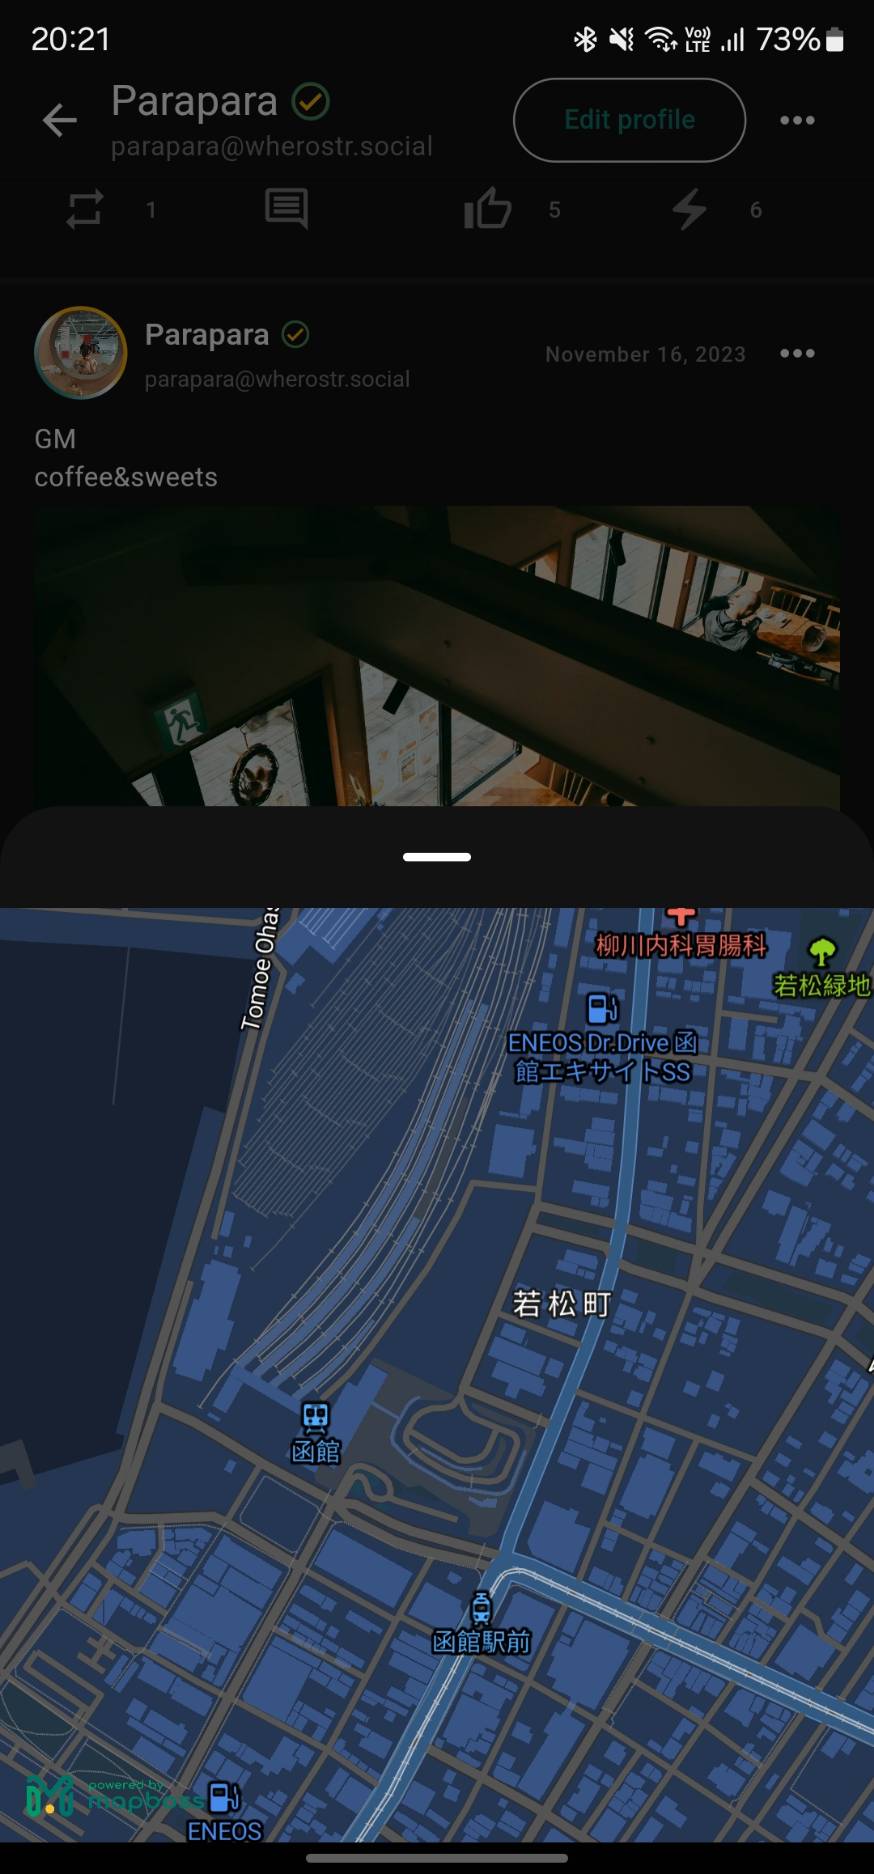 20:21
Vo))
LTE
73%
Parapara
parapara@wherostr.social
Edit profile
1
5
6
Parapara
parapara@wherostr.social
November 16, 2023
GM
coffee&sweets
Tomoe Ohas
柳川内科胃腸科
若松緑地
ENEOS Dr.Drive 函
館エキサイトSS
若松町
函館
函館駅前
powered by
mapboss
ENEOS